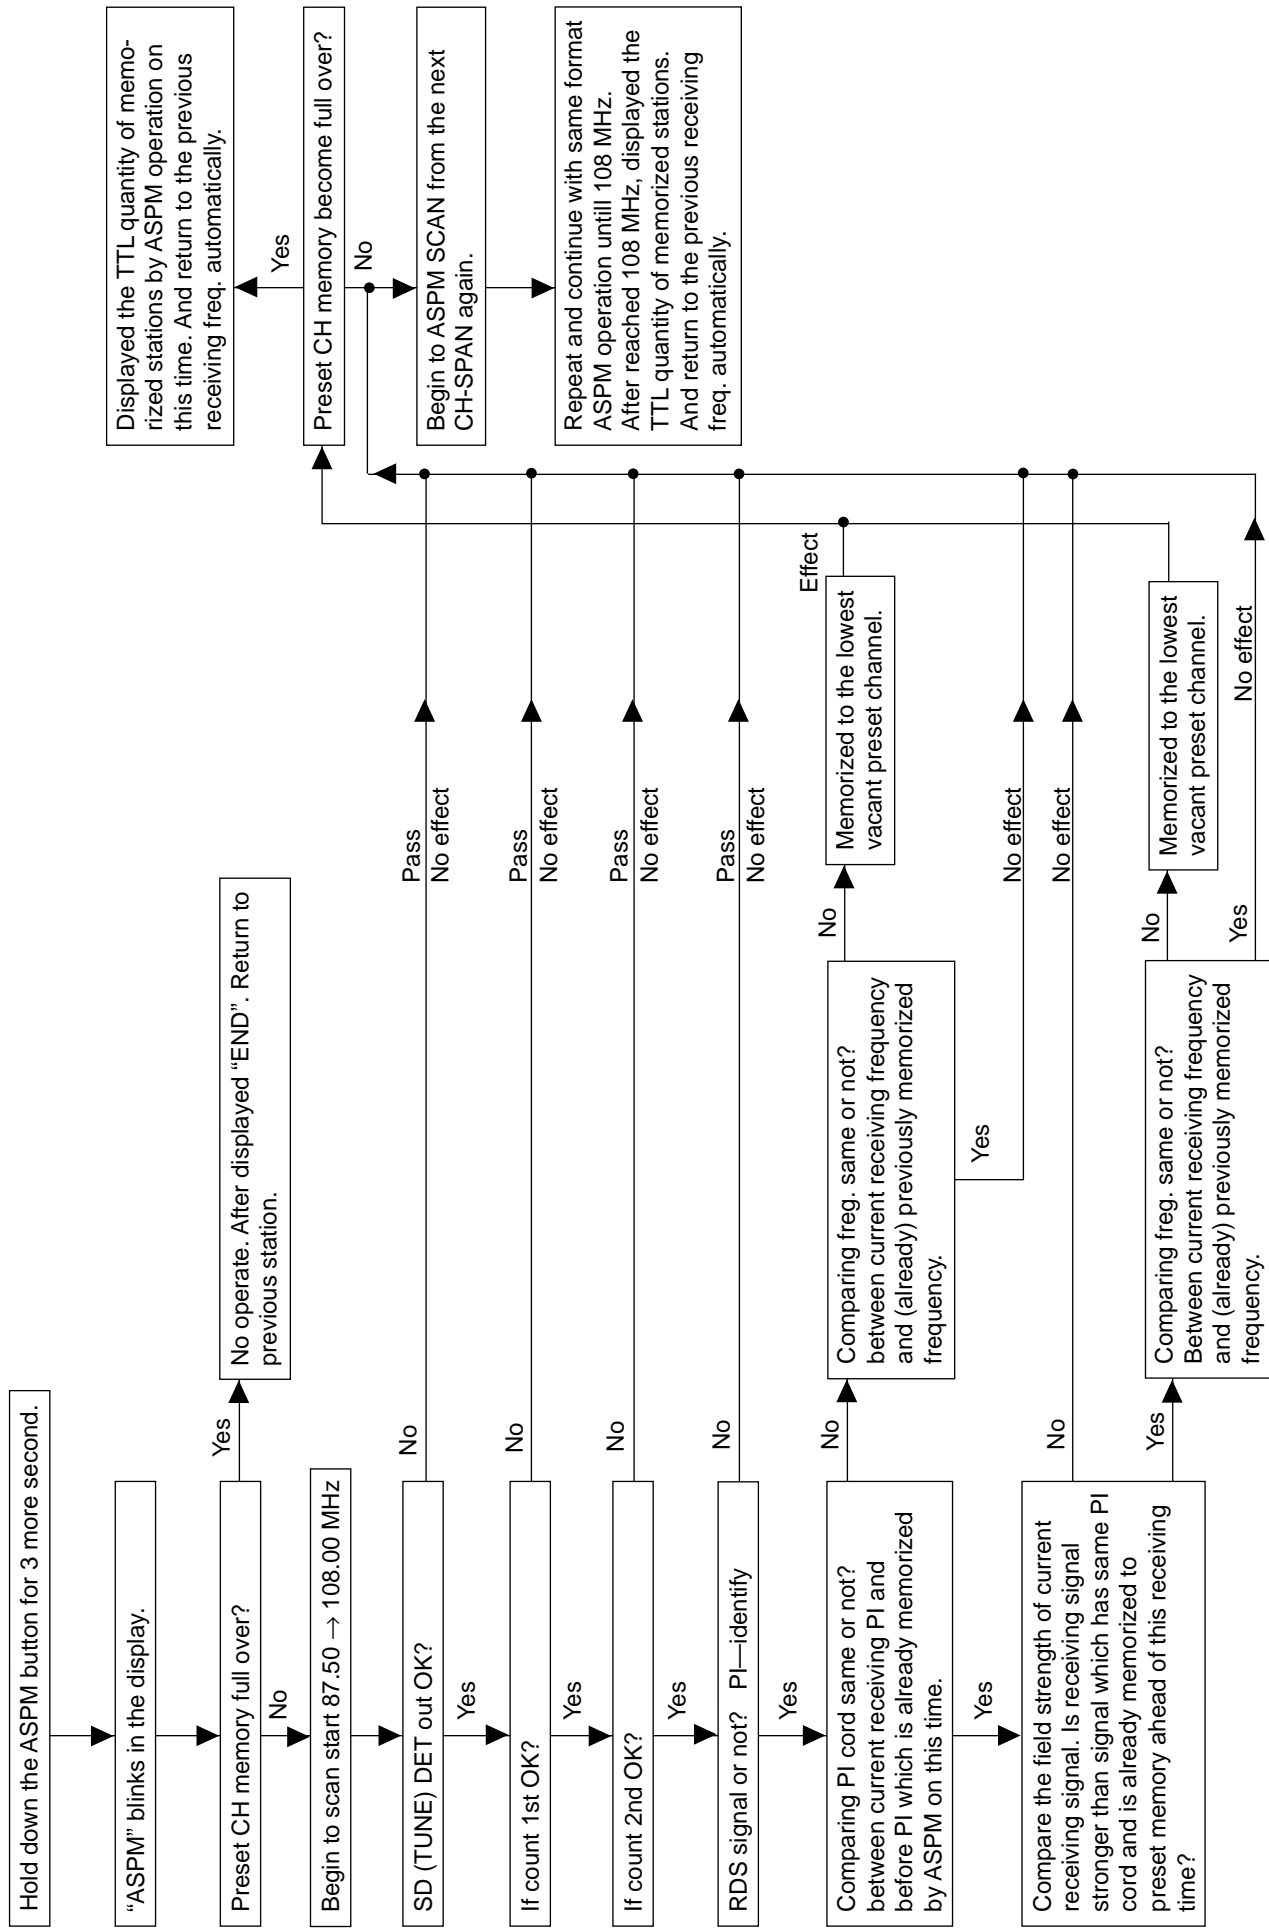 Hold down the ASPM button for 3 more second.
“ASPM” blinks in the display.
Preset CH memory full over?
Yes
No operate. After displayed “END”. Return to
previous station.
No
Begin to scan start 87.50 → 108.00 MHz
SD (TUNE) DET out OK?
No
Pass
No effect
Yes
If count 1st OK?
No
Pass
No effect
Yes
If count 2nd OK?
No
Pass
No effect
Yes
RDS signal or not? PI—identify
No
Pass
No effect
Yes
Comparing PI cord same or not?
between current receiving PI and
before PI which is already memorized
by ASPM on this time.
No
Comparing freg. same or not?
between current receiving frequency
and (already) previously memorized
frequency.
No
Memorized to the lowest
vacant preset channel.
Effect
Yes
No effect
Yes
Compare the field strength of current
receiving signal. Is receiving signal
stronger than signal which has same PI
cord and is already memorized to
preset memory ahead of this receiving
time?
No
No effect
Yes
Comparing freg. same or not?
Between current receiving frequency
and (already) previously memorized
frequency.
No
Memorized to the lowest
vacant preset channel.
Yes
No effect
Displayed the TTL quantity of memo-
rized stations by ASPM operation on
this time. And return to the previous
receiving freq. automatically.
Yes
Preset CH memory become full over?
No
Begin to ASPM SCAN from the next
CH-SPAN again.
Repeat and continue with same format
ASPM operation untill 108 MHz.
After reached 108 MHz, displayed the
TTL quantity of memorized stations.
And return to the previous receiving
freq. automatically.